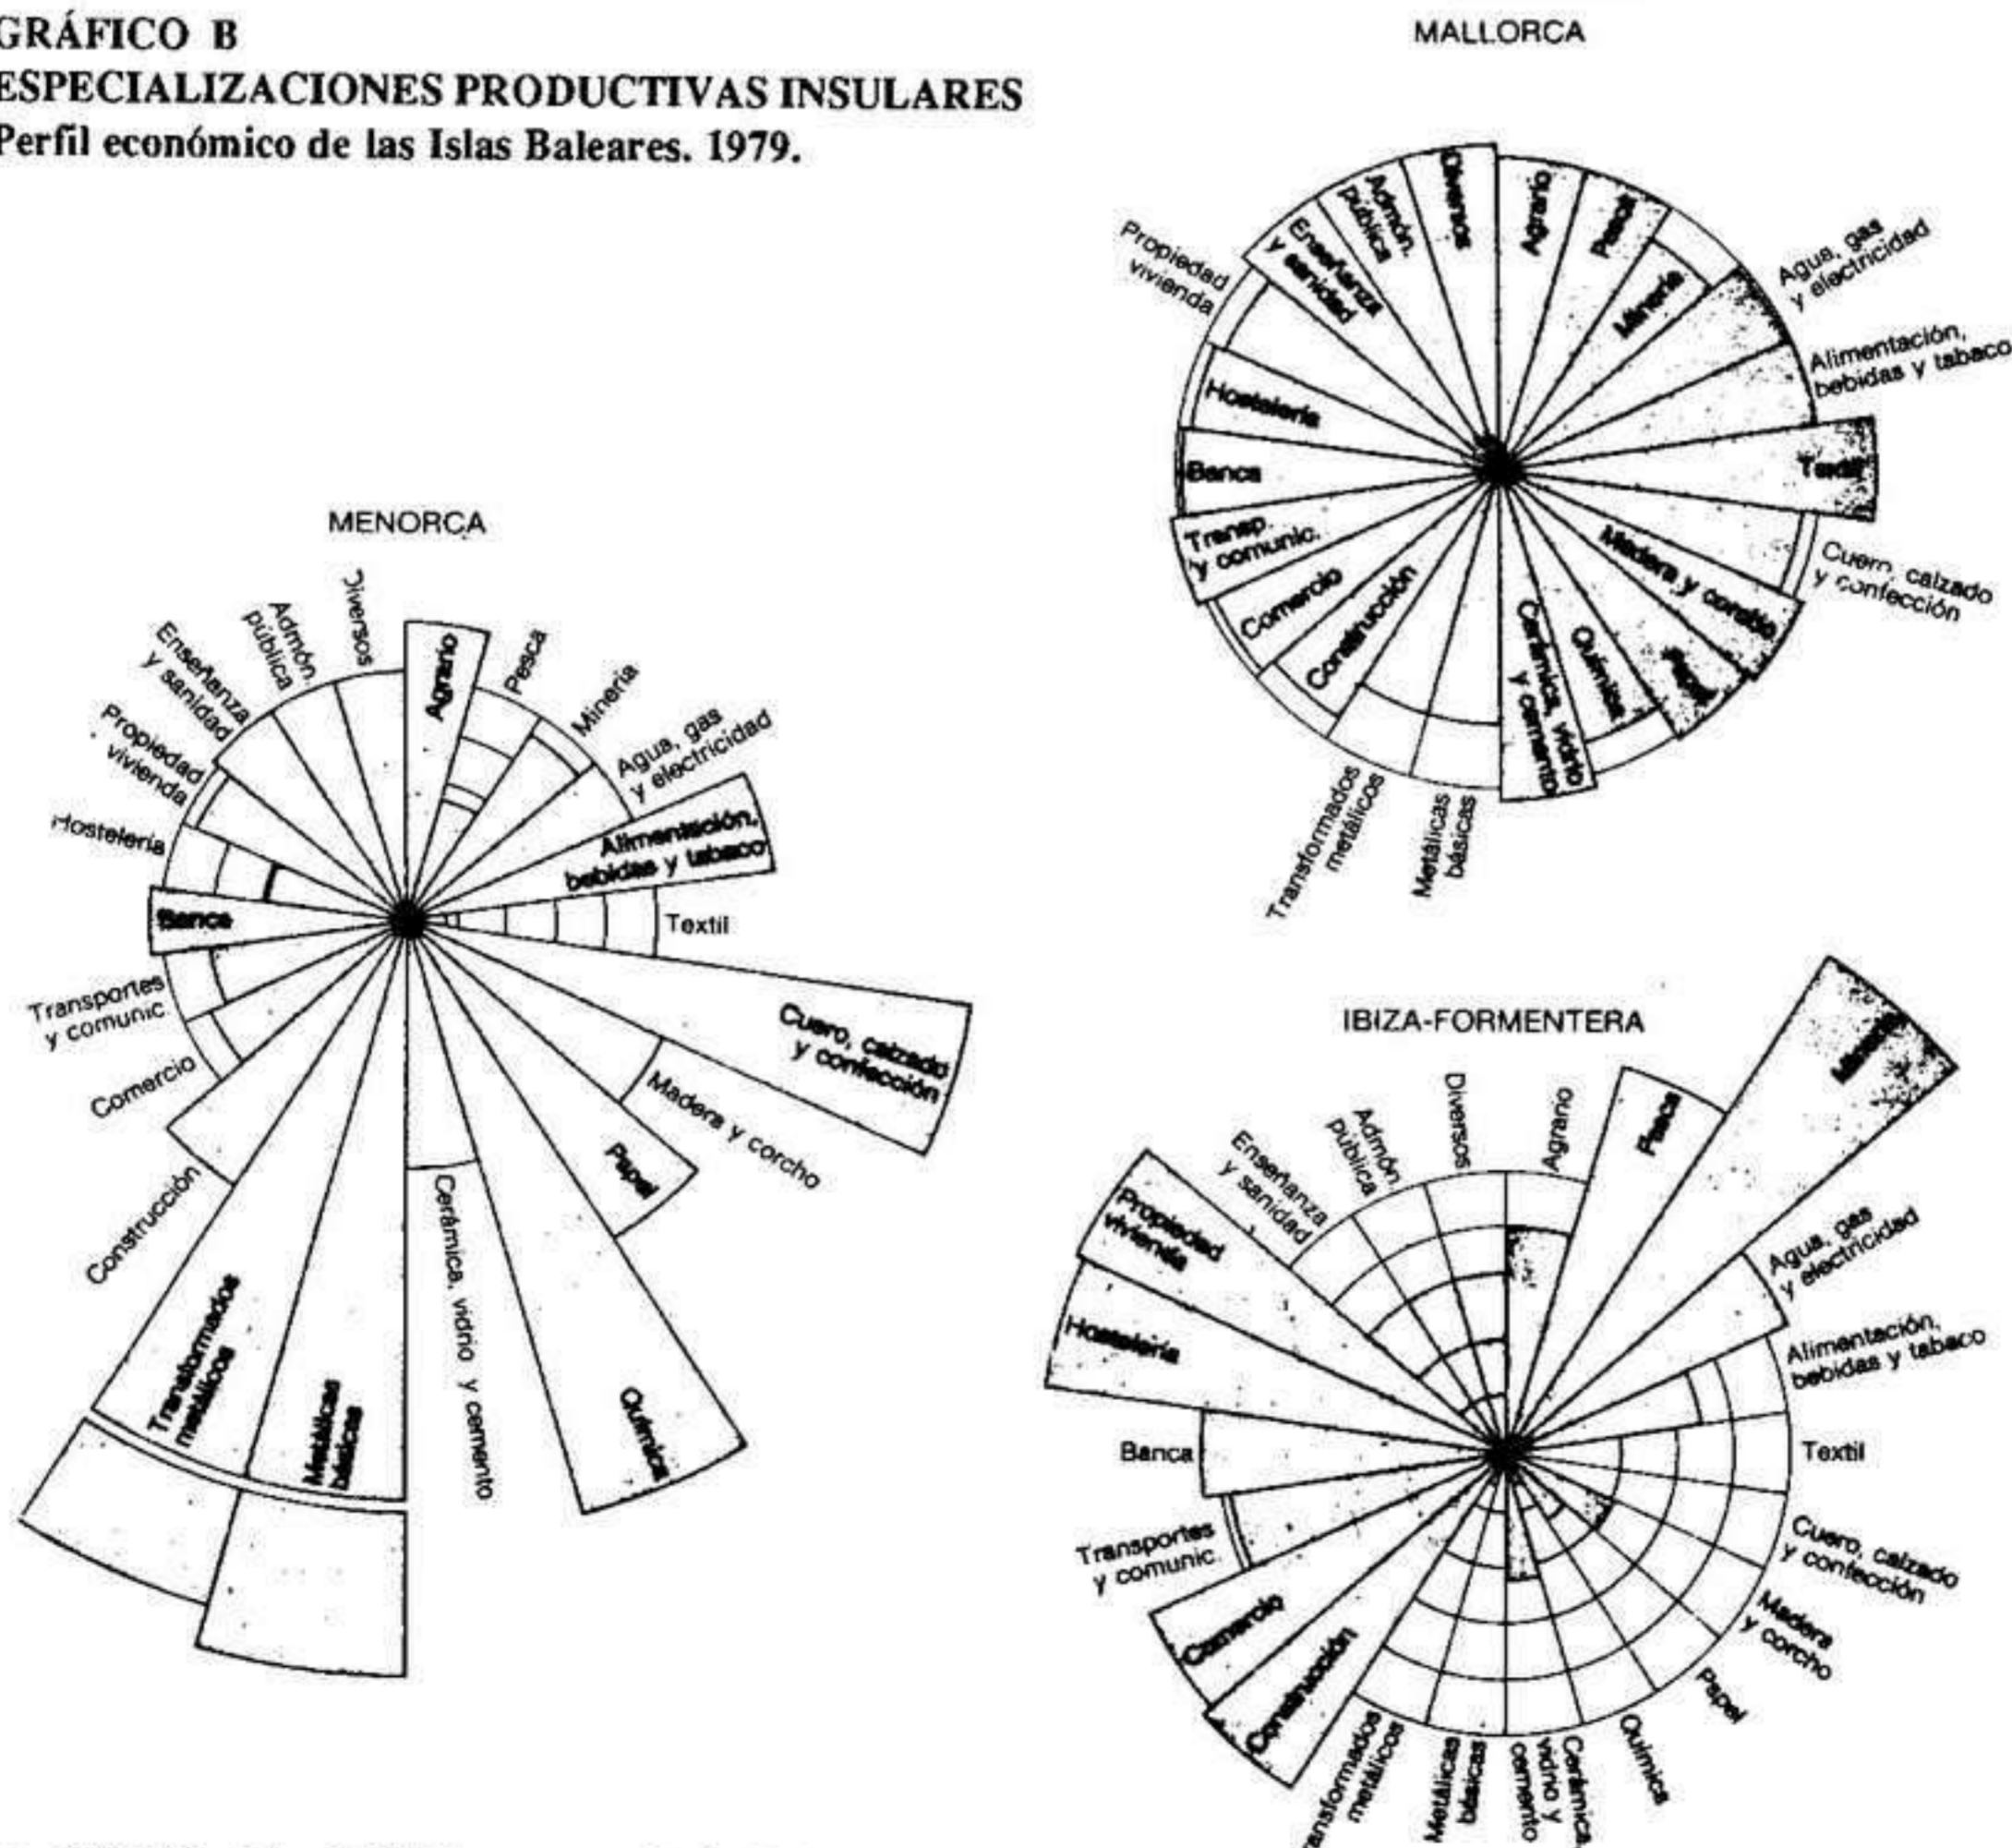 GRÁFICO B
ESPECIALIZACIONES PRODUCTIVAS INSULARES
Perfil económico de las Islas Baleares. 1979.
MALLORCA
Diversos
Agrario
Pesca
Minería
Agua, gas
y electricidad
Alimentación,
bebidas y tabaco
Textil
Cuero, calzado
y confección
Madera y corcho
Papel
Química
Cerámica, vidrio
y cemento
Metálicas
básicas
Transformados
metálicos
Construcción
Comercio
Transp.
y comunic.
Banca
Hostelería
Propiedad
vivienda
Enseñanza
y sanidad
Admón.
pública
MENORCA
Diversos
Agrario
Pesca
Minería
Agua, gas
y electricidad
Alimentación,
bebidas y tabaco
Textil
Cuero, calzado
y confección
Madera y corcho
Papel
Química
Cerámica, vidrio y cemento
Metálicas
básicas
Transformados
metálicos
Construcción
Comercio
Transportes
y comunic.
Banca
Hostelería
Propiedad
vivienda
Enseñanza
y sanidad
Admón.
pública
IBIZA-FORMENTERA
Diversos
Agrario
Pesca
Minería
Agua, gas
y electricidad
Alimentación,
bebidas y tabaco
Textil
Cuero, calzado
y confección
Madera
y corcho
Papel
Química
Cerámica,
vidrio y
cemento
Metálicas
básicas
Transformados
metálicos
Construcción
Comercio
Transportes
y comunic.
Banca
Hostelería
Propiedad
vivienda
Enseñanza
y sanidad
Admón.
pública